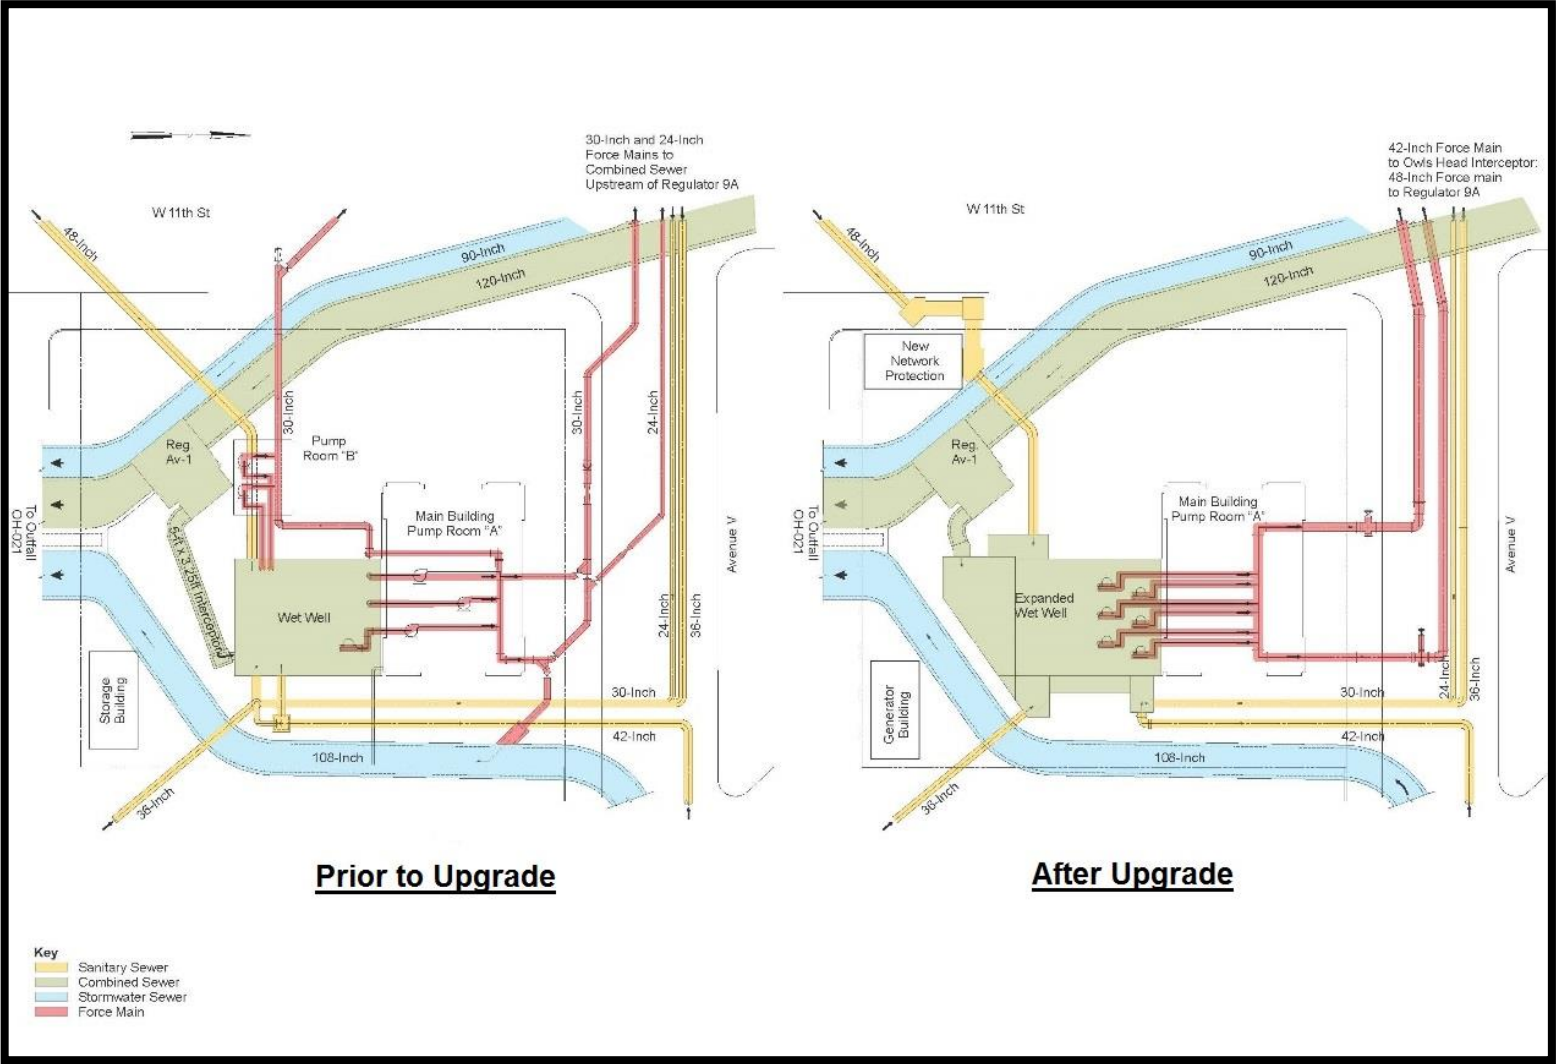 30-Inch and 24-Inch
Force Mains to
Combined Sewer
Upstream of Regulator 9A
W 11th St
48-Inch
90-Inch
120-Inch
30-Inch
30-Inch
24-Inch
Reg.
Av-1
Pump
Room "B"
Main Building
Pump Room "A"
To Outfall
OH-021
6-ft x 3.25ft Interceptor
Wet Well
24-Inch
36-Inch
Avenue V
Storage
Building
30-Inch
42-Inch
108-Inch
36-Inch
Prior to Upgrade
42-Inch Force Main
to Owls Head Interceptor:
48-Inch Force main
to Regulator 9A
W 11th St
48-Inch
90-Inch
120-Inch
New
Network
Protection
Reg.
Av-1
Main Building
Pump Room "A"
To Outfall
OH-021
Expanded
Wet Well
24-Inch
36-Inch
Avenue V
Generator
Building
30-Inch
42-Inch
108-Inch
36-Inch
After Upgrade
Key
Sanitary Sewer
Combined Sewer
Stormwater Sewer
Force Main